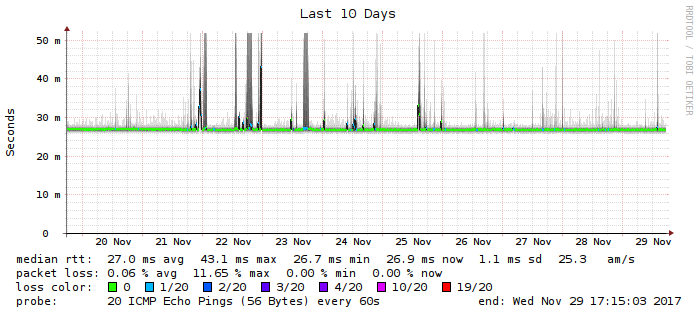 Last 10 Days
RRDTOOL / TOBI OETIKER
Seconds
50 m
40 m
30 m
20 m
10 m
0
20 Nov 21 Nov 22 Nov 23 Nov 24 Nov 25 Nov 26 Nov 27 Nov 28 Nov 29 Nov
median rtt: 27.0 ms avg 43.1 ms max 26.7 ms min 26.9 ms now 1.1 ms sd 25.3 am/s
packet loss: 0.06 % avg 11.65 % max 0.00 % min 0.00 % now
loss color: 0 1/20 2/20 3/20 4/20 10/20 19/20
probe: 20 ICMP Echo Pings (56 Bytes) every 60s end: Wed Nov 29 17:15:03 2017